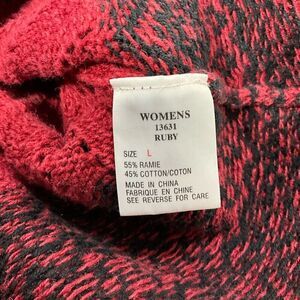 WOMENS
13631
RUBY
SIZE L
55% RAMIE
45% COTTON/COTON
MADE IN CHINA
FABRIQUE EN CHINE
SEE REVERSE FOR CARE